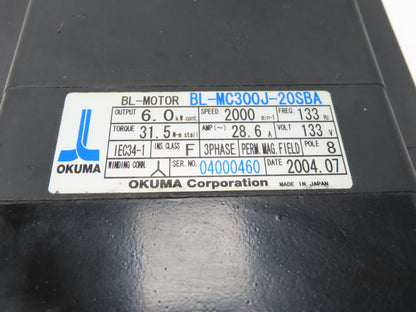 BL-MOTOR BL-MC300J-20SBA
OUTPUT 6.0 kW cont. SPEED 2000 min-1 FREQ. 133 Hz
TORQUE 31.5 N-m stall AMP(~) 28.6 A VOLT 133 V
IEC34-1 INS.CLASS F 3PHASE PERM.MAG.FIELD POLE 8
WINDING CONN. SER.NO. 04000460 DATE 2004.07
OKUMA
OKUMA Corporation MADE IN JAPAN